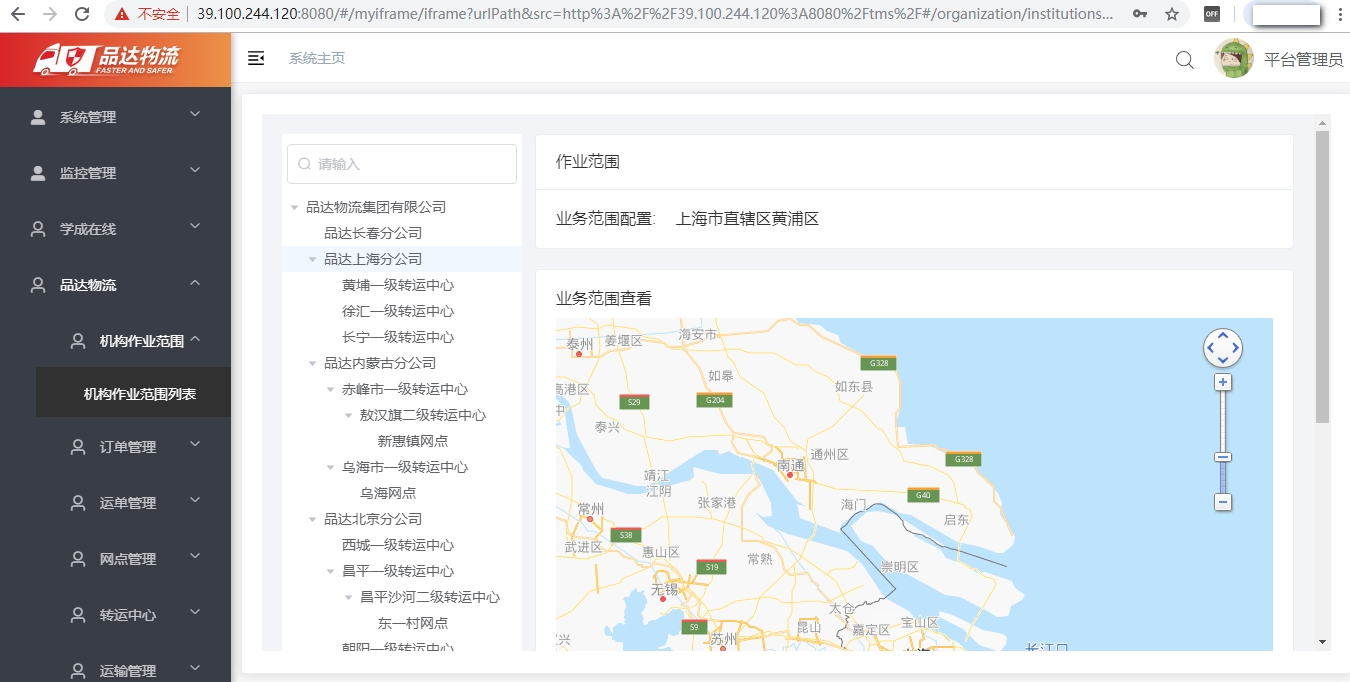 不安全
39.100.244.120:8080/#/myiframe/iframe?urlPath&src=http%3A%2F%2F39.100.244.120%3A8080%2Ftms%2F#/organization/institutions...
OFF
品达物流
FASTER AND SAFER
系统主页
平台管理员
系统管理
监控管理
学成在线
品达物流
机构作业范围
机构作业范围列表
订单管理
运单管理
网点管理
转运中心
运输管理
请输入
品达物流集团有限公司
品达长春分公司
品达上海分公司
黄埔一级转运中心
徐汇一级转运中心
长宁一级转运中心
品达内蒙古分公司
赤峰市一级转运中心
敖汉旗二级转运中心
新惠镇网点
乌海市一级转运中心
乌海网点
品达北京分公司
西城一级转运中心
昌平一级转运中心
昌平沙河二级转运中心
东一村网点
朝阳一级转运中心
作业范围
业务范围配置: 上海市直辖区黄浦区
业务范围查看
海安市
泰州
姜堰区
G328
如皋
如东县
高港区
S29
G204
中
泰兴
通州区
G328
南通
靖江
江阴
张家港
G40
海门
常州
启东
S38
武进区
惠山区
常熟
S19
崇明区
无锡
太仓
S9
昆山
嘉定区
宝山区
苏州
兴
上海
长江口